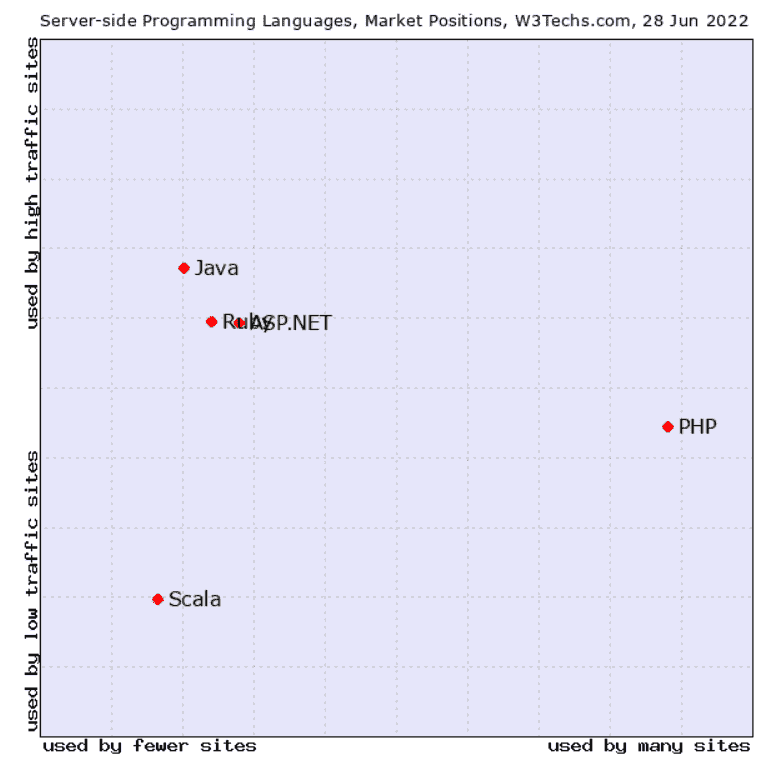 Server-side Programming Languages, Market Positions, W3Techs.com, 28 Jun 2022
used by high traffic sites
Java
Ruby
ASP.NET
PHP
used by low traffic sites
Scala
used by fewer sites
used by many sites